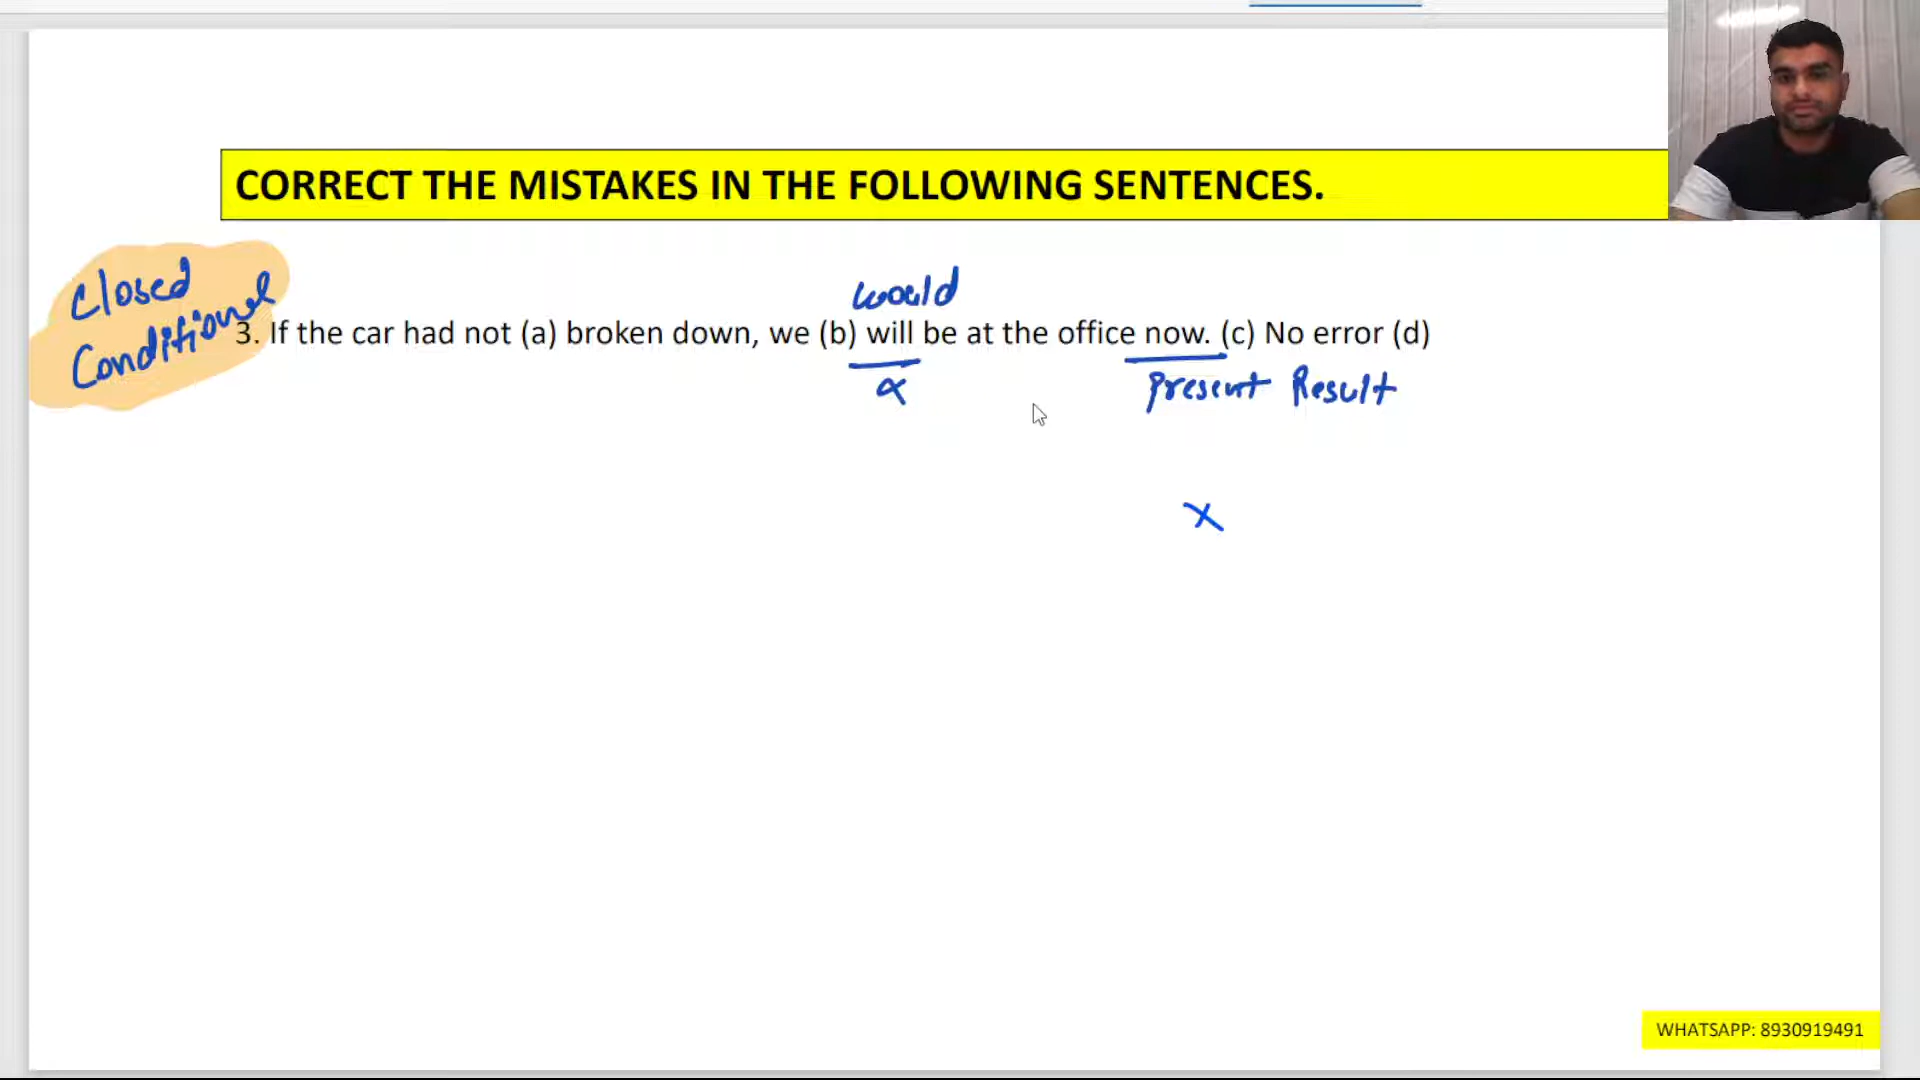 CORRECT THE MISTAKES IN THE FOLLOWING SENTENCES.
Closed
Conditional
would
3. If the car had not (a) broken down, we (b) will be at the office now. (c) No error (d)
Present Result
WHATSAPP: 8930919491